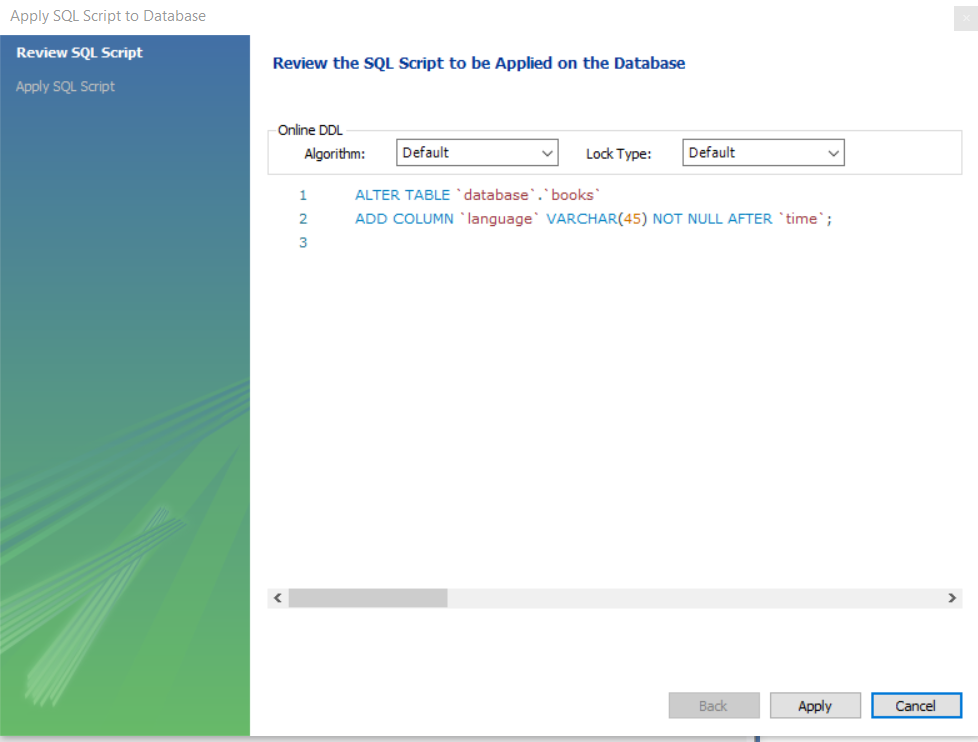 Apply SQL Script to Database
Review SQL Script
Apply SQL Script
Review the SQL Script to be Applied on the Database
Online DDL
Algorithm: Default Lock Type: Default
1 ALTER TABLE `database`.`books`
2 ADD COLUMN `language` VARCHAR(45) NOT NULL AFTER `time`;
3
Back Apply Cancel